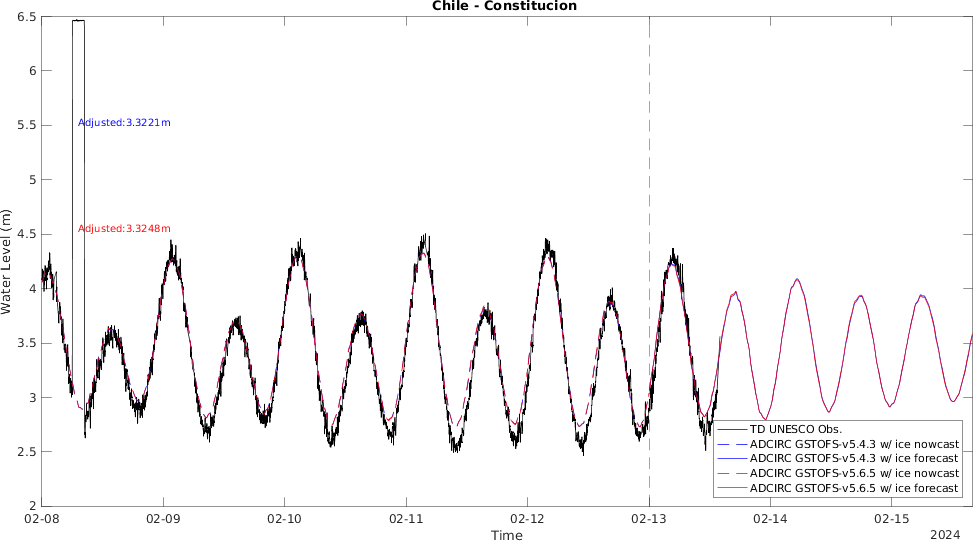 Chile - Constitucion
6.5
6
5.5
5
4.5
4
3.5
3
2.5
2
Water Level (m)
Adjusted:3.3221m
Adjusted:3.3248m
TD UNESCO Obs.
ADCIRC GSTOFS-v5.4.3 w/ ice nowcast
ADCIRC GSTOFS-v5.4.3 w/ ice forecast
ADCIRC GSTOFS-v5.6.5 w/ ice nowcast
ADCIRC GSTOFS-v5.6.5 w/ ice forecast
02-08 02-09 02-10 02-11 02-12 02-13 02-14 02-15
Time
2024